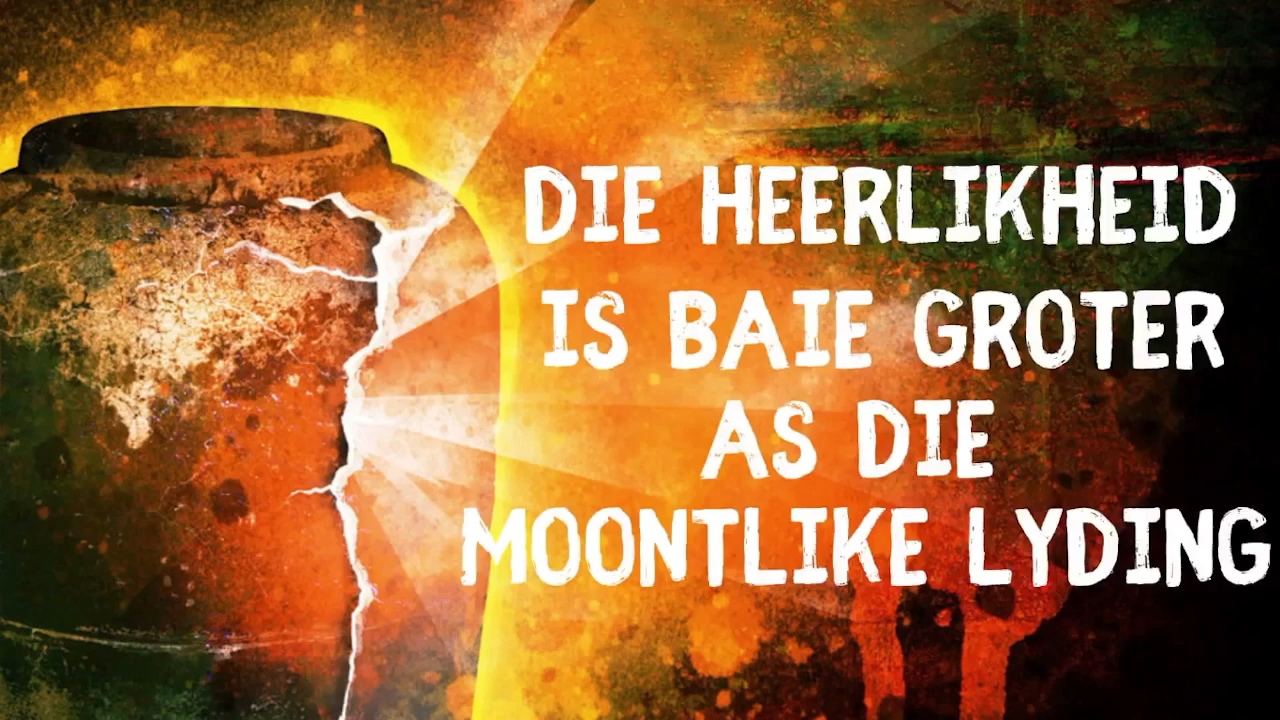 DIE HEERLIKHEID
IS BAIE GROTER
AS DIE
MOONTLIKE LYDING